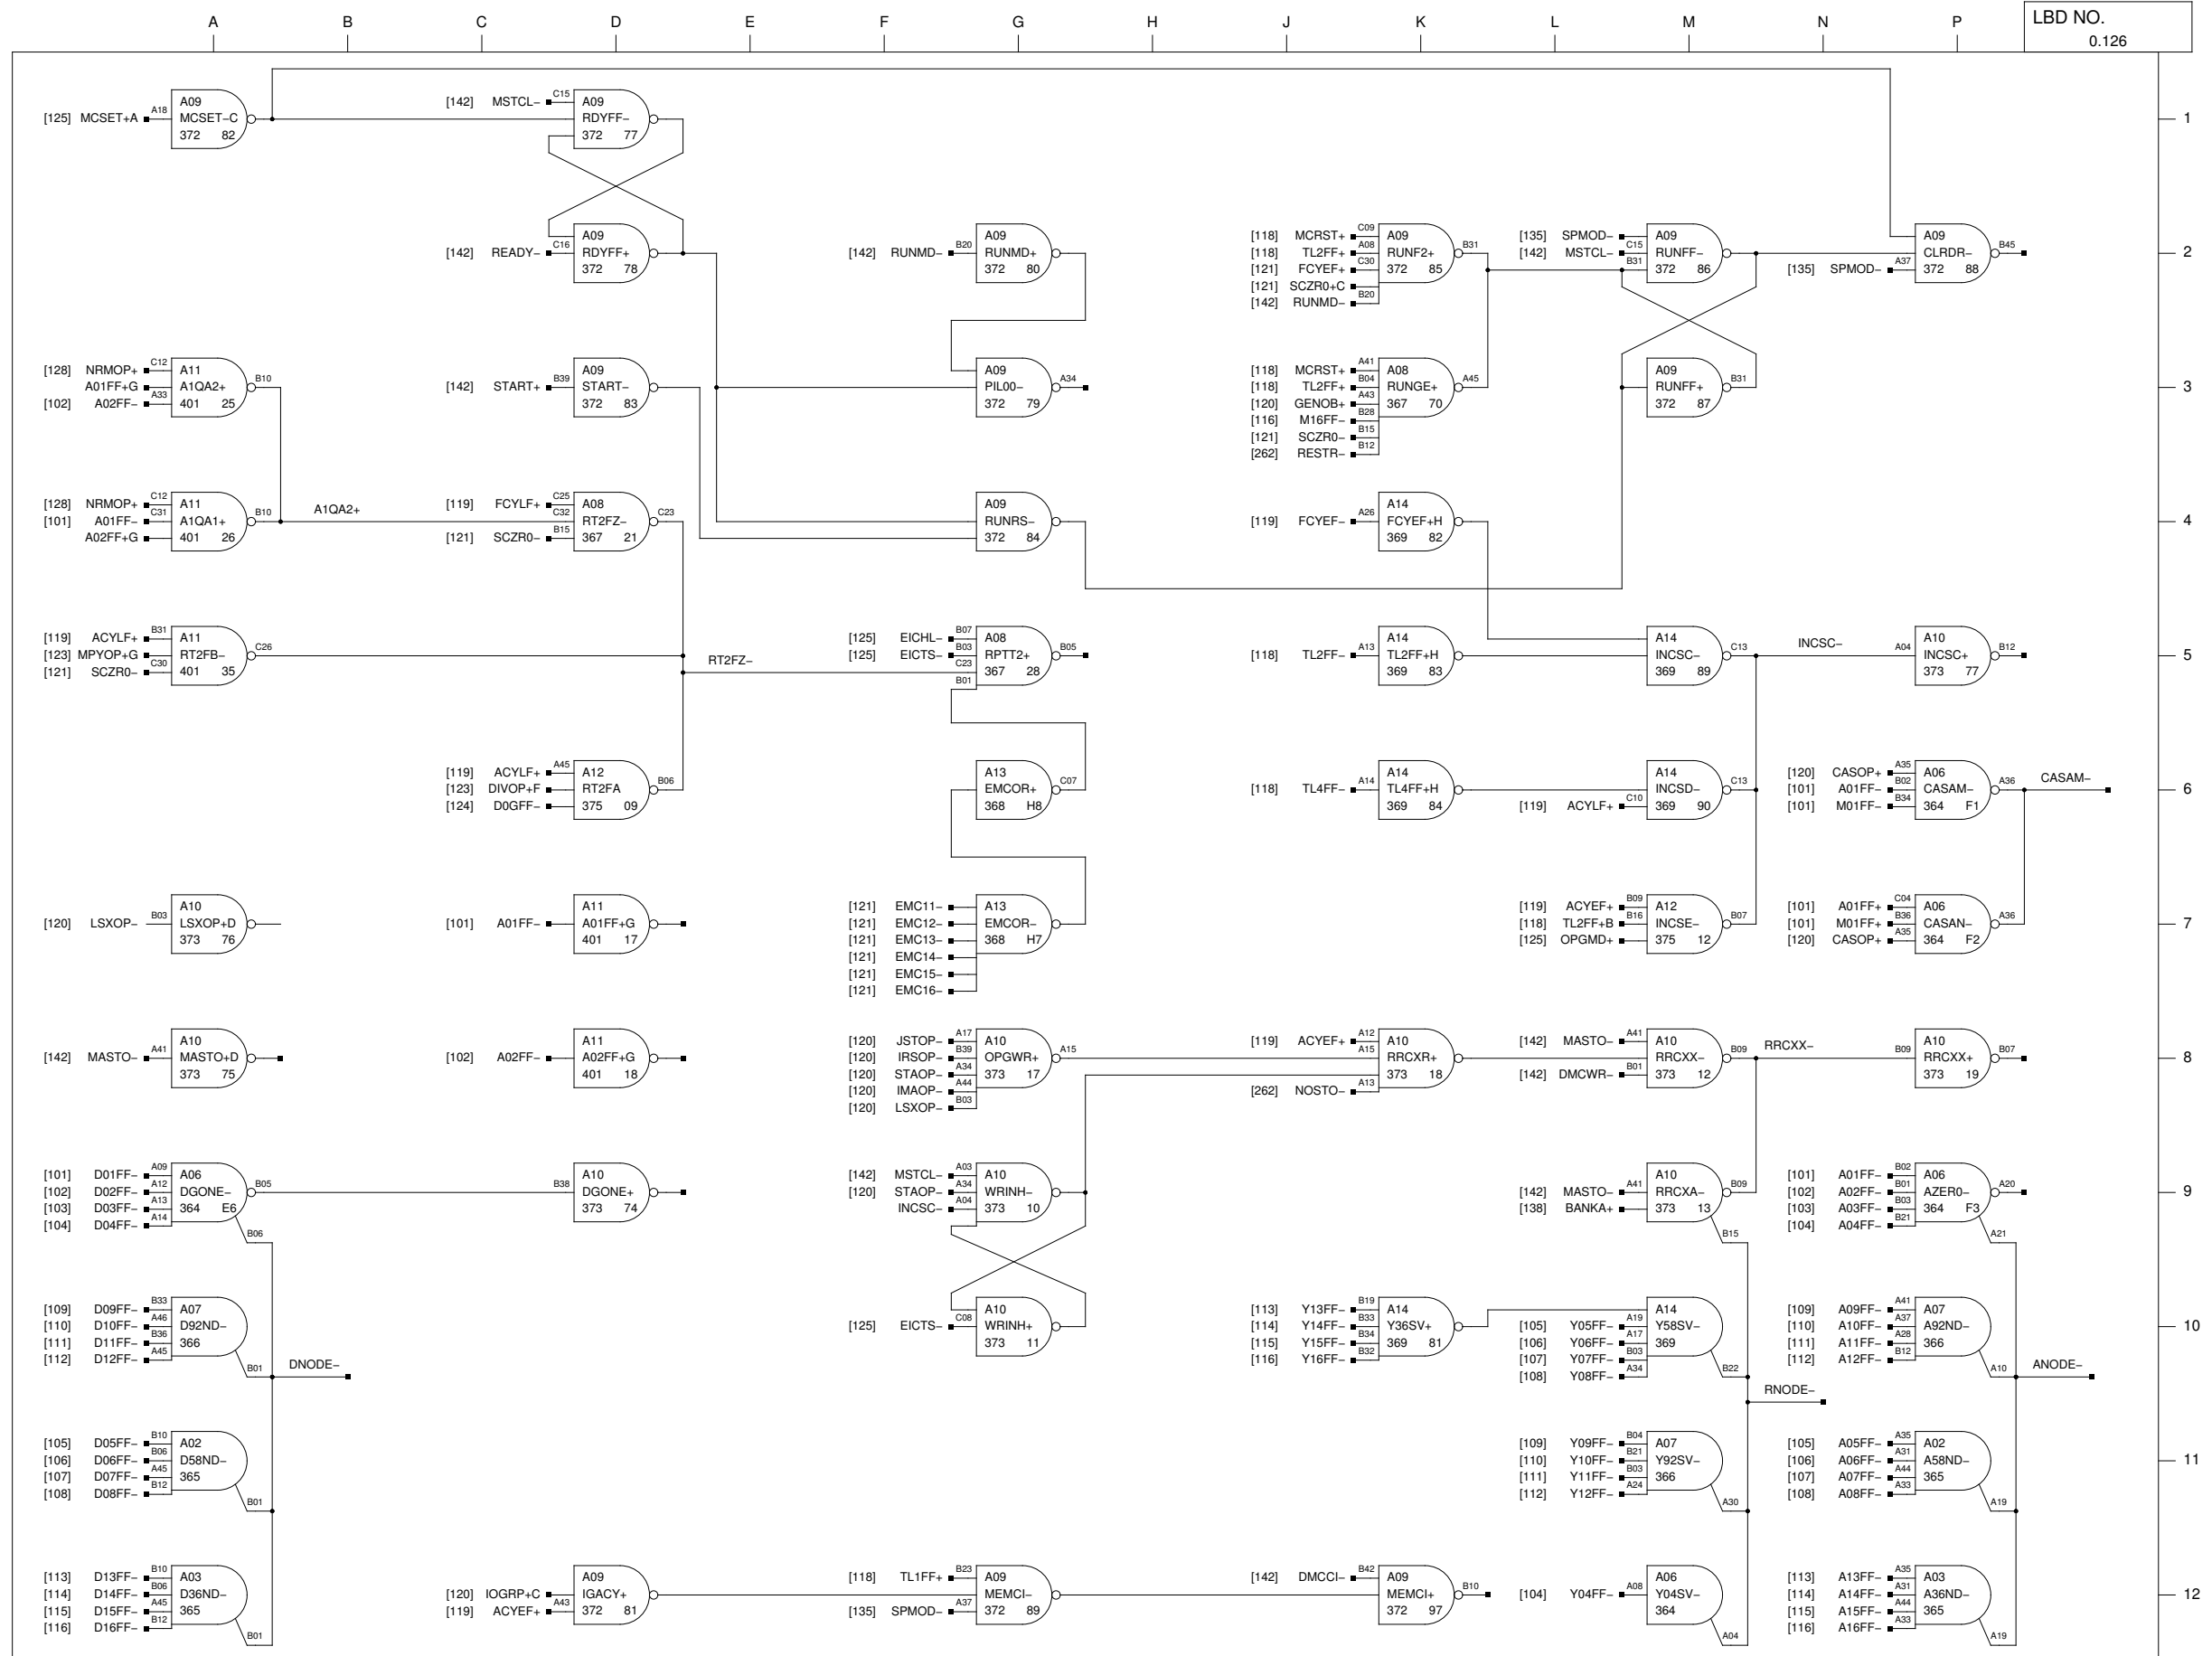 A B C D E F G H J K L M N P
LBD NO.
0.126
[125] MCSET+A A18 A09 MCSET–C 372 82
[142] MSTCL– C15 A09 RDYFF– 372 77
1
[142] READY– C16 A09 RDYFF+ 372 78
[142] RUNMD– B20 A09 RUNMD+ 372 80
[118] MCRST+ C09
[118] TL2FF+ A08
[121] FCYEF+ C30
[121] SCZR0+C
[142] RUNMD– B20
A09 RUNF2+ 372 85 B31
[135] SPMOD–
[142] MSTCL– C15
B31
A09 RUNFF– 372 86
[135] SPMOD– A37
A09 CLRDR– 372 88 B45
2
[128] NRMOP+ C12
A01FF+G
[102] A02FF– A33
A11 A1QA2+ 401 25 B10
[142] START+ B39 A09 START– 372 83
A09 PIL00– 372 79 A34
[118] MCRST+ A41
[118] TL2FF+ B04
[120] GENOB+ A43
[116] M16FF– B28
[121] SCZR0– B15
[262] RESTR– B12
A08 RUNGE+ 367 70 A45
A09 RUNFF+ 372 87 B31
3
[128] NRMOP+ C12
[101] A01FF– C31
A02FF+G
A11 A1QA1+ 401 26 B10
A1QA2+
[119] FCYLF+ C25
C32
[121] SCZR0– B15
A08 RT2FZ– 367 21 C23
A09 RUNRS– 372 84
[119] FCYEF– A26 A14 FCYEF+H 369 82
4
[119] ACYLF+ B31
[123] MPYOP+G
[121] SCZR0– C30
A11 RT2FB– 401 35 C26
RT2FZ–
[125] EICHL– B07
[125] EICTS– B03
C23
B01
A08 RPTT2+ 367 28 B05
[118] TL2FF– A13 A14 TL2FF+H 369 83
A14 INCSC– 369 89 C13
INCSC–
A04 A10 INCSC+ 373 77 B12
5
[119] ACYLF+ A45
[123] DIVOP+F
[124] D0GFF–
A12 RT2FA 375 09 B06
A13 EMCOR+ 368 H8 C07
[118] TL4FF– A14 A14 TL4FF+H 369 84
[119] ACYLF+ C10
A14 INCSD– 369 90 C13
[120] CASOP+ A35
[101] A01FF– B02
[101] M01FF– B34
A06 CASAM– 364 F1 A36
CASAM–
6
[120] LSXOP– B03 A10 LSXOP+D 373 76
[101] A01FF– A11 A01FF+G 401 17
[121] EMC11–
[121] EMC12–
[121] EMC13–
[121] EMC14–
[121] EMC15–
[121] EMC16–
A13 EMCOR– 368 H7
[119] ACYEF+ B09
[118] TL2FF+B B16
[125] OPGMD+
A12 INCSE– 375 12 B07
[101] A01FF+ C04
[101] M01FF+ B36
[120] CASOP+ A35
A06 CASAN– 364 F2 A36
7
[142] MASTO– A41 A10 MASTO+D 373 75
[102] A02FF– A11 A02FF+G 401 18
[120] JSTOP– A17
[120] IRSOP– B39
[120] STAOP– A34
[120] IMAOP– A44
[120] LSXOP– B03
A10 OPGWR+ 373 17 A15
[119] ACYEF+ A12
A15
[262] NOSTO– A13
A10 RRCXR+ 373 18
[142] MASTO– A41
[142] DMCWR– B01
A10 RRCXX– 373 12 B09
RRCXX–
B09 A10 RRCXX+ 373 19 B07
8
[101] D01FF– A09
[102] D02FF– A12
[103] D03FF– A13
[104] D04FF– A14
A06 DGONE– 364 E6 B05
B06
B38 A10 DGONE+ 373 74
[142] MSTCL– A03
[120] STAOP– A34
INCSC– A04
A10 WRINH– 373 10
[142] MASTO– A41
[138] BANKA+
A10 RRCXA– 373 13 B09
B15
[101] A01FF– B02
[102] A02FF– B01
[103] A03FF– B03
[104] A04FF– B21
A06 AZER0– 364 F3 A20
A21
9
[109] D09FF– B33
[110] D10FF– A46
[111] D11FF– B36
[112] D12FF– A45
A07 D92ND– 366
B01
DNODE–
[125] EICTS– C08 A10 WRINH+ 373 11
[113] Y13FF– B19
[114] Y14FF– B33
[115] Y15FF– B34
[116] Y16FF– B32
A14 Y36SV+ 369 81
[105] Y05FF– A19
[106] Y06FF– A17
[107] Y07FF– B03
[108] Y08FF– A34
A14 Y58SV– 369
B22
RNODE–
[109] A09FF– A41
[110] A10FF– A37
[111] A11FF– A28
[112] A12FF– B12
A07 A92ND– 366
A10
ANODE–
10
[105] D05FF– B10
[106] D06FF– B06
[107] D07FF– A45
[108] D08FF– B12
A02 D58ND– 365
B01
[109] Y09FF– B04
[110] Y10FF– B21
[111] Y11FF– B03
[112] Y12FF– A24
A07 Y92SV– 366
A30
[105] A05FF– A35
[106] A06FF– A31
[107] A07FF– A44
[108] A08FF– A33
A02 A58ND– 365
A19
11
[113] D13FF– B10
[114] D14FF– B06
[115] D15FF– A45
[116] D16FF– B12
A03 D36ND– 365
B01
[120] IOGRP+C
[119] ACYEF+ A43
A09 IGACY+ 372 81
[118] TL1FF+ B23
[135] SPMOD– A37
A09 MEMCI– 372 89
[142] DMCCI– B42
A09 MEMCI+ 372 97 B10
[104] Y04FF– A08
A06 Y04SV– 364
A04
[113] A13FF– A35
[114] A14FF– A31
[115] A15FF– A44
[116] A16FF– A33
A03 A36ND– 365
A19
12